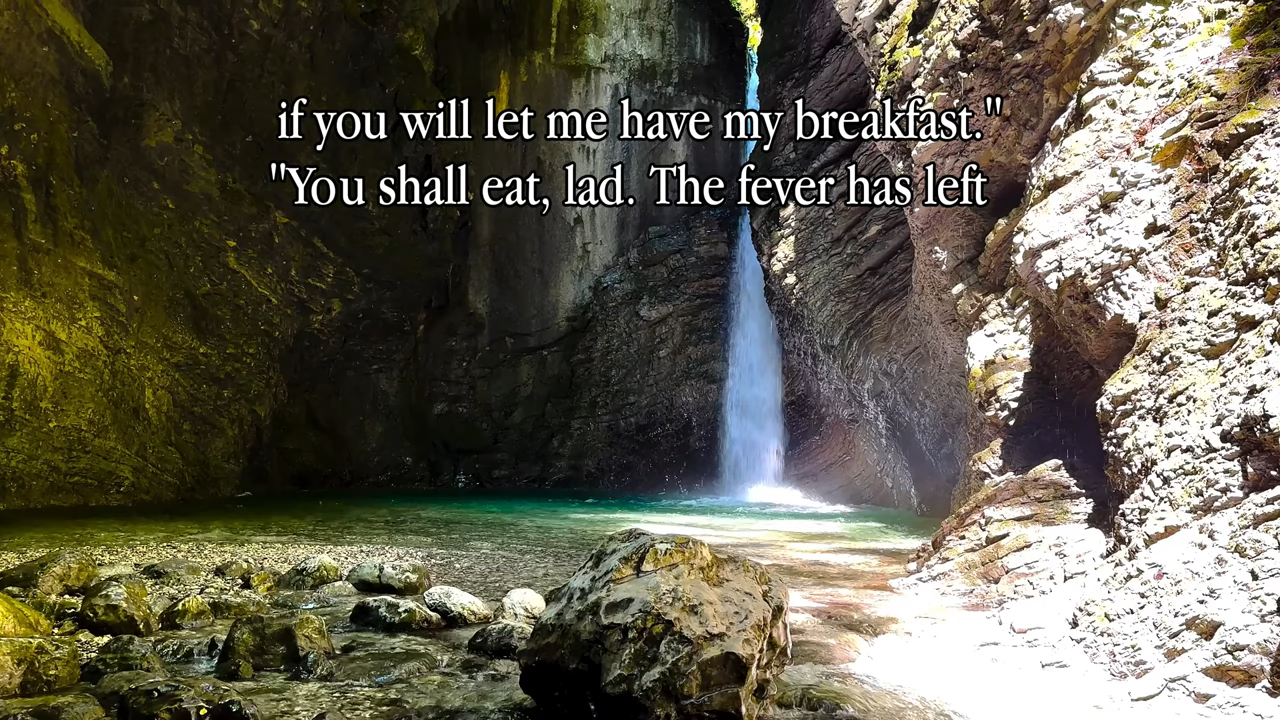 if you will let me have my breakfast."
"You shall eat, lad. The fever has left